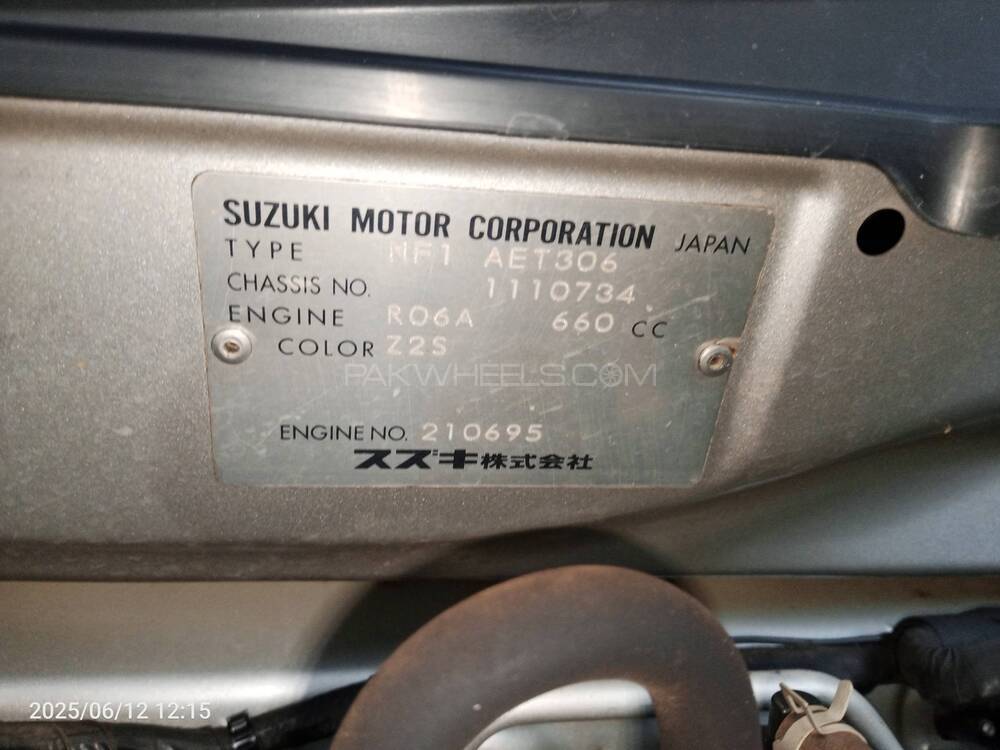 SUZUKI MOTOR CORPORATION JAPAN
TYPE NF1 AET306
CHASSIS NO. 1110734
ENGINE R06A 660 CC
COLOR Z2S
PAKWHEELS.COM
ENGINE NO. 210695
スズキ株式会社
2025/06/12 12:15